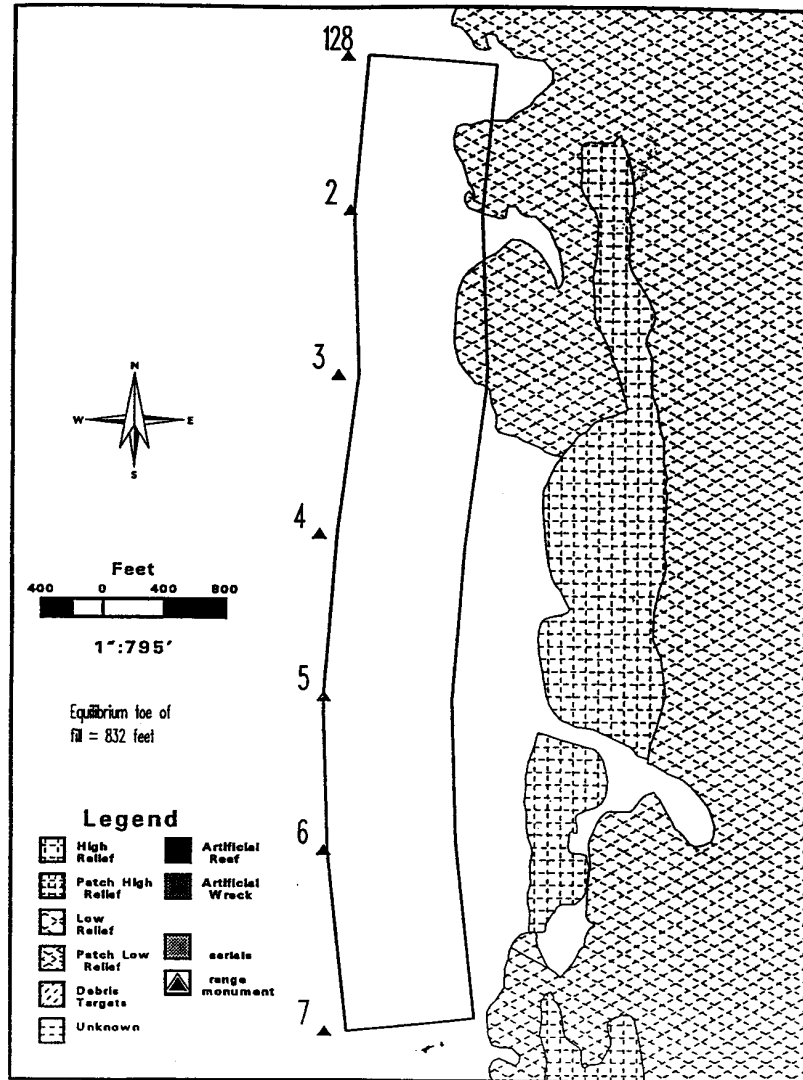 128
2
3
N
W E
S
4
Feet
400 0 400 800
1":795'
5
Equilibrium toe of
fill = 832 feet
Legend
6
High
Relief
Artificial
Reef
Patch High
Relief
Artificial
Wreck
Low
Relief
Patch Low
Relief
aerials
Debris
Targets
range
monument
Unknown
7